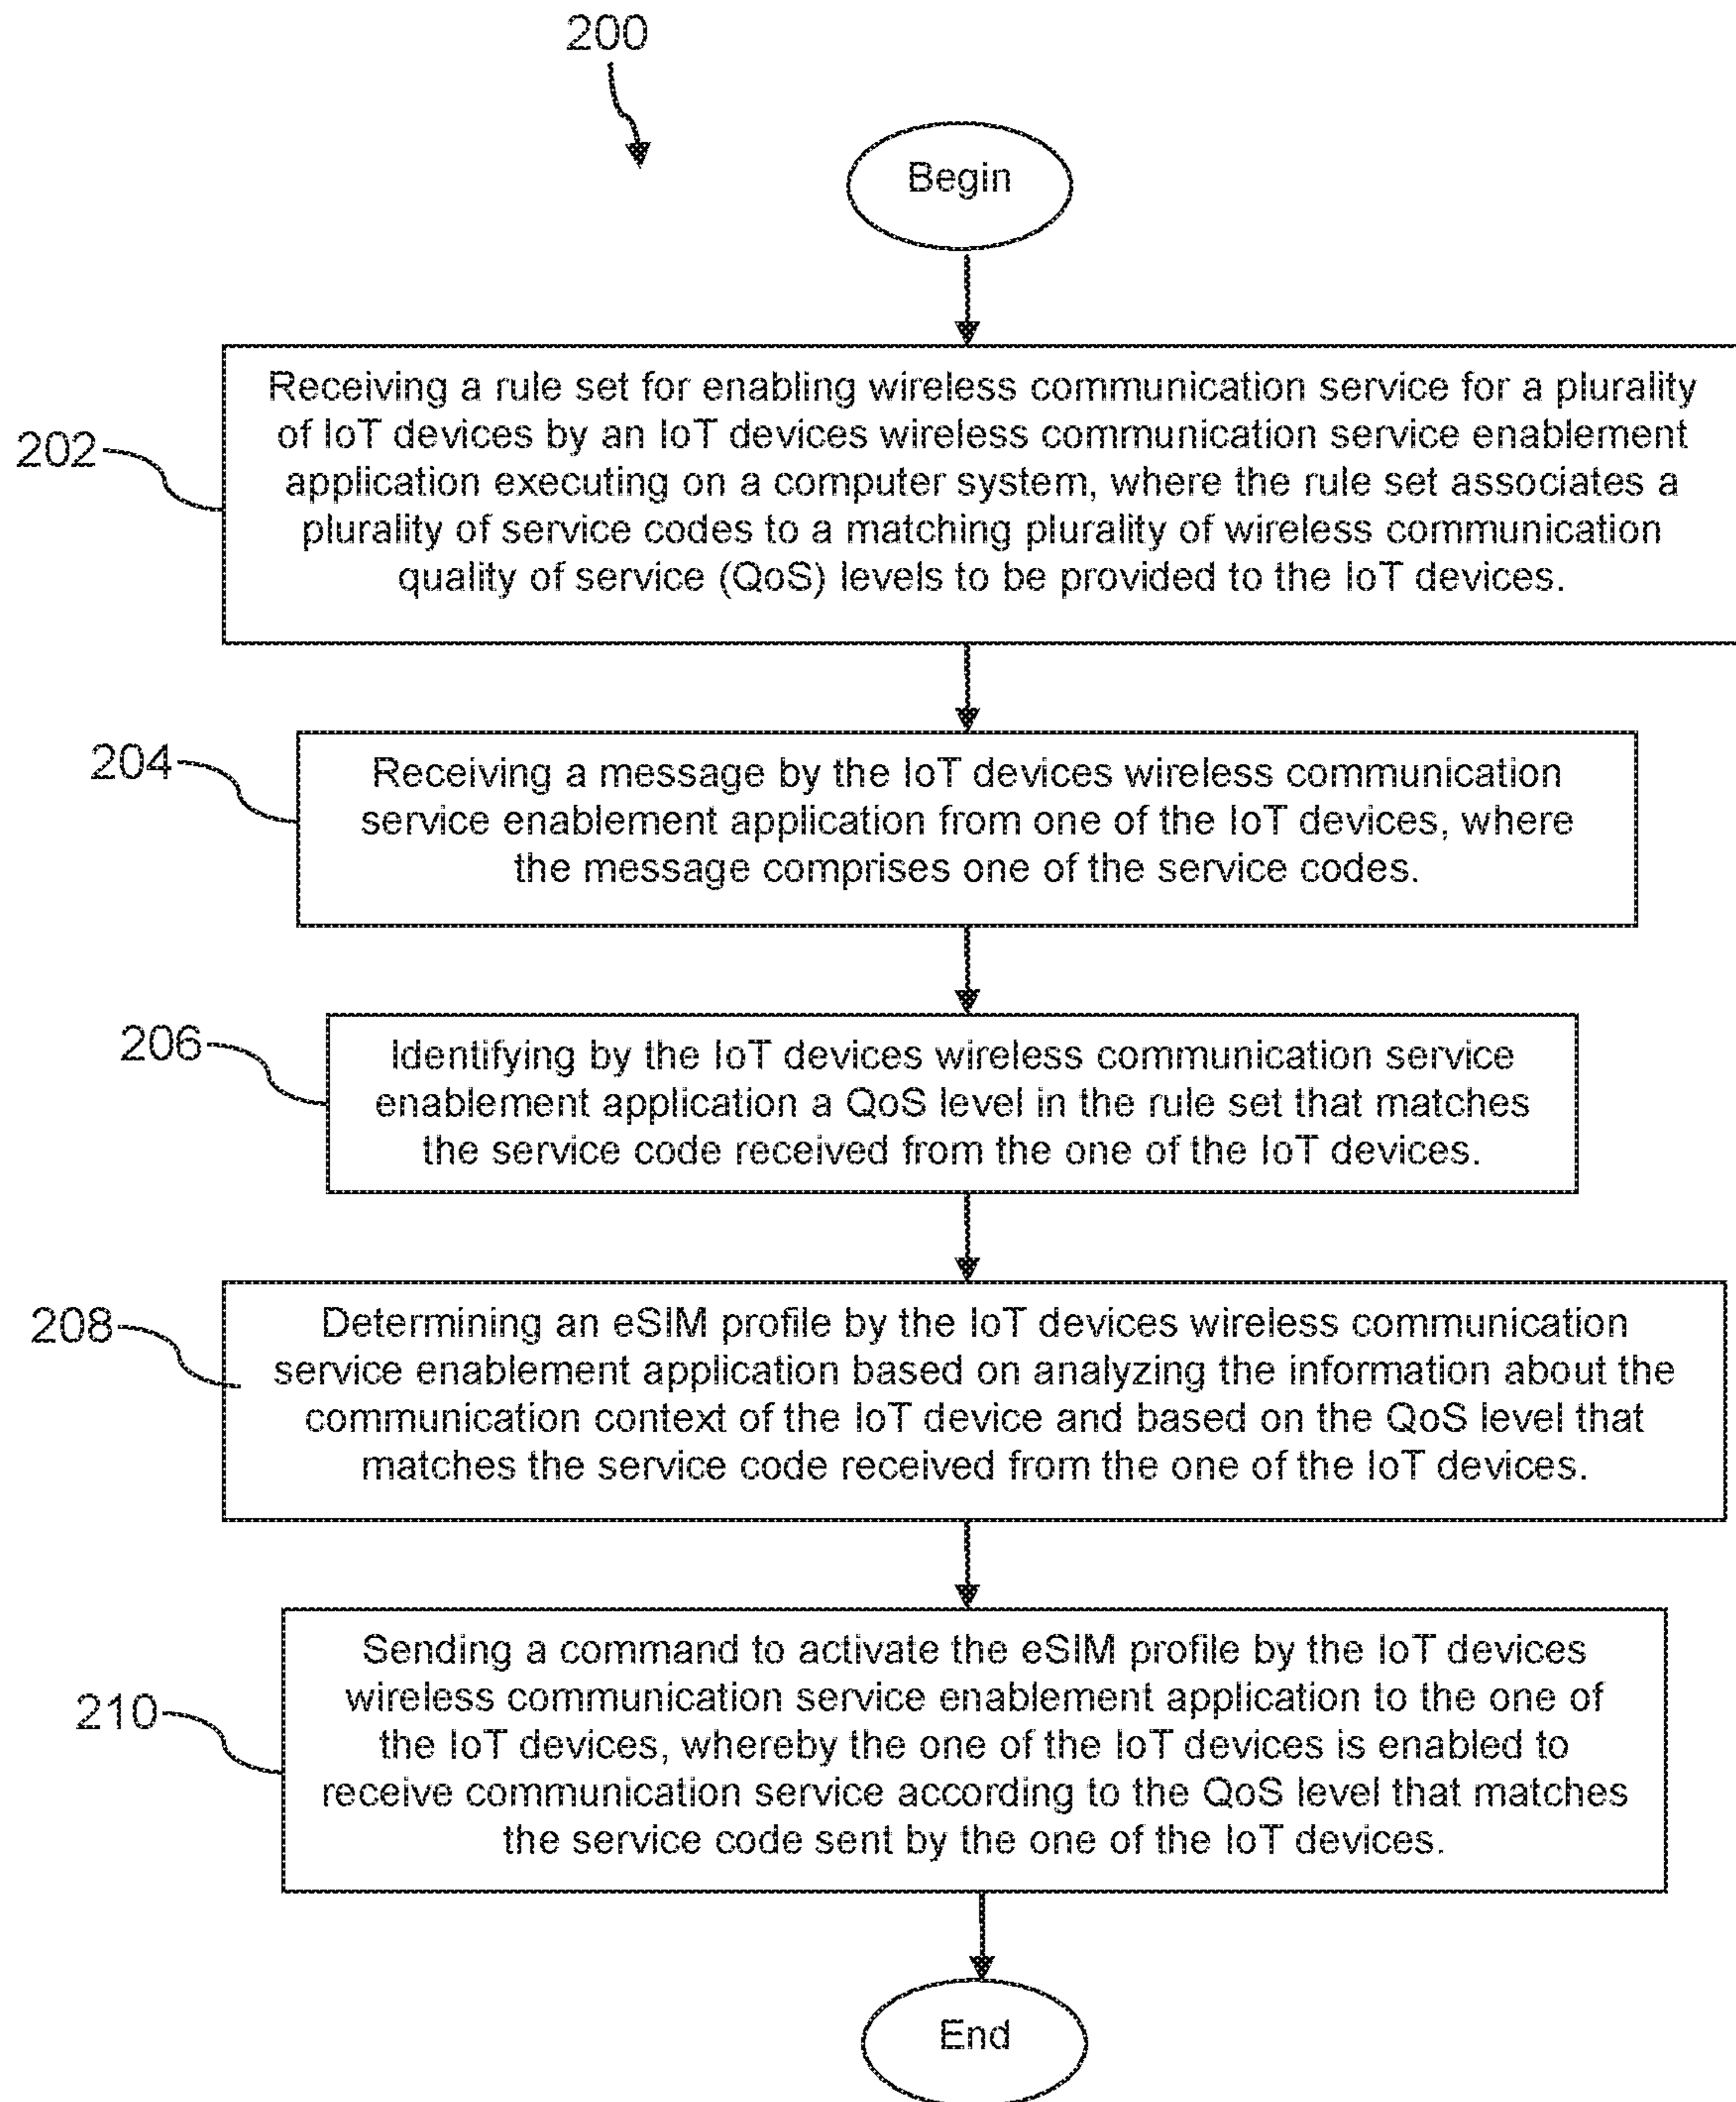 200
Begin
202
Receiving a rule set for enabling wireless communication service for a plurality
of IoT devices by an IoT devices wireless communication service enablement
application executing on a computer system, where the rule set associates a
plurality of service codes to a matching plurality of wireless communication
quality of service (QoS) levels to be provided to the IoT devices.
204
Receiving a message by the IoT devices wireless communication
service enablement application from one of the IoT devices, where
the message comprises one of the service codes.
206
Identifying by the IoT devices wireless communication service
enablement application a QoS level in the rule set that matches
the service code received from the one of the IoT devices.
208
Determining an eSIM profile by the IoT devices wireless communication
service enablement application based on analyzing the information about the
communication context of the IoT device and based on the QoS level that
matches the service code received from the one of the IoT devices.
210
Sending a command to activate the eSIM profile by the IoT devices
wireless communication service enablement application to the one of
the IoT devices, whereby the one of the IoT devices is enabled to
receive communication service according to the QoS level that matches
the service code sent by the one of the IoT devices.
End